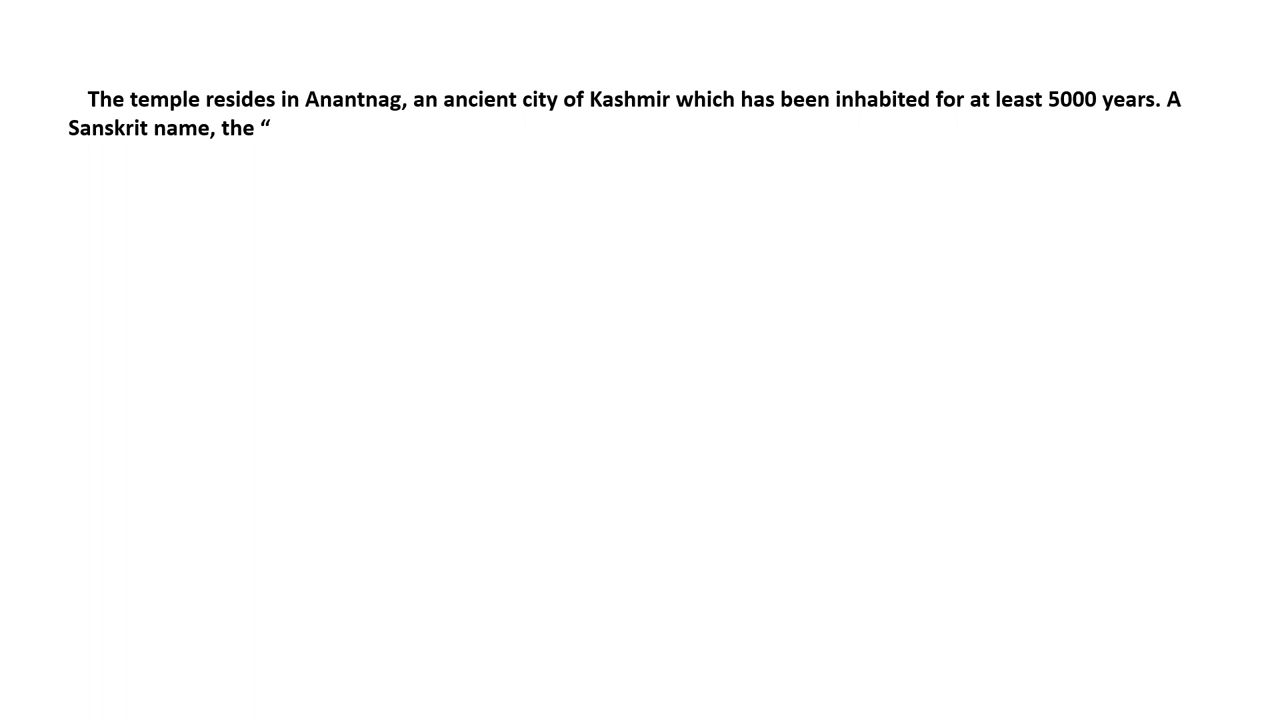 The temple resides in Anantnag, an ancient city of Kashmir which has been inhabited for at least 5000 years. A
Sanskrit name, the “